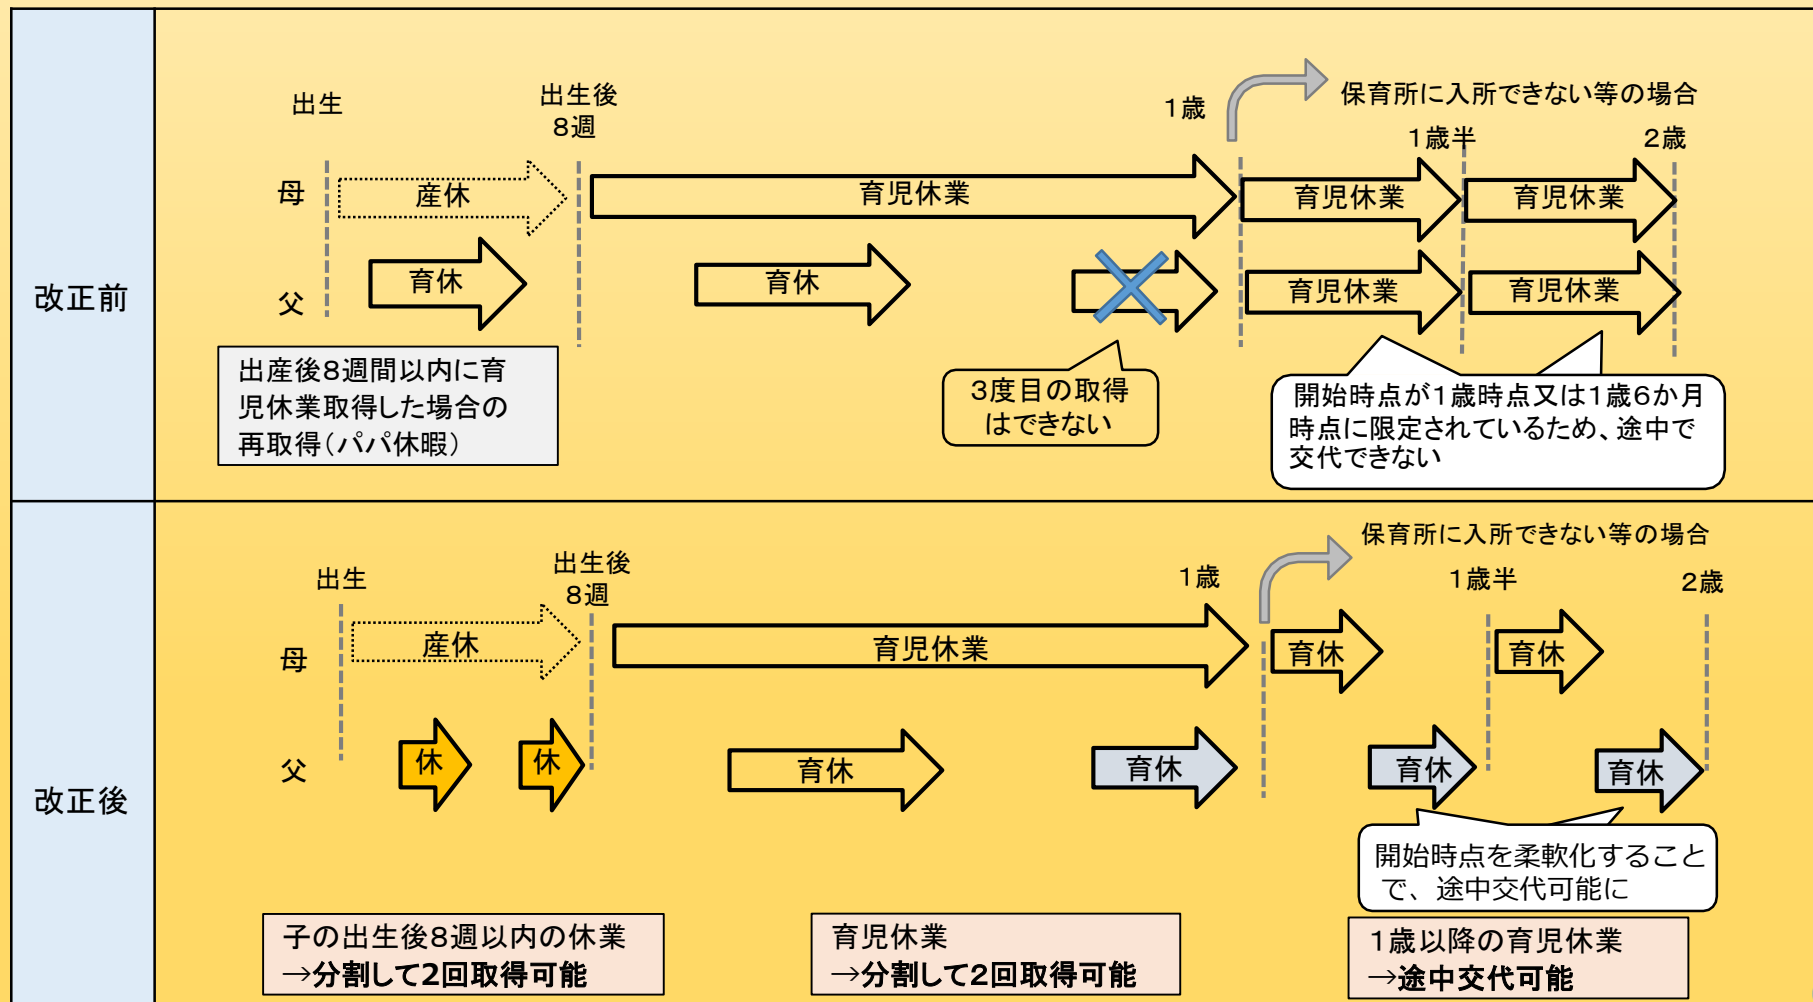 改正前
出生
出生後
8週
1歳
保育所に入所できない等の場合
1歳半
2歳
母
産休
育児休業
育児休業
育児休業
父
育休
育休
育児休業
育児休業
出産後8週間以内に育
児休業取得した場合の
再取得(パパ休暇)
3度目の取得
はできない
開始時点が1歳時点又は1歳6か月
時点に限定されているため、途中で
交代できない
改正後
出生
出生後
8週
1歳
保育所に入所できない等の場合
1歳半
2歳
母
産休
育児休業
育休
育休
父
休
休
育休
育休
育休
育休
開始時点を柔軟化すること
で、途中交代可能に
子の出生後8週以内の休業
→分割して2回取得可能
育児休業
→分割して2回取得可能
1歳以降の育児休業
→途中交代可能